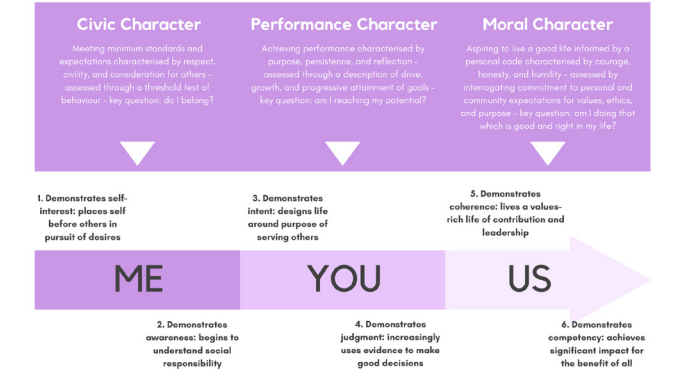 Civic Character
Meeting minimum standards and
expectations characterised by respect,
civility, and consideration for others –
assessed through a threshold test of
behaviour – key question: do I belong?
Performance Character
Achieving performance characterised by
purpose, persistence, and reflection –
assessed through a description of drive,
growth, and progressive attainment of goals –
key question: am I reaching my potential?
Moral Character
Aspiring to live a good life informed by a
personal code characterised by courage,
honesty, and humility – assessed by
interrogating commitment to personal and
community expectations for values, ethics,
and purpose – key question: am I doing that
which is good and right in my life?
1. Demonstrates self-
interest: places self
before others in
pursuit of desires
3. Demonstrates
intent: designs life
around purpose of
serving others
5. Demonstrates
coherence: lives a values-
rich life of contribution and
leadership
ME
YOU
US
2. Demonstrates
awareness: begins to
understand social
responsibility
4. Demonstrates
judgment: increasingly
uses evidence to make
good decisions
6. Demonstrates
competency: achieves
significant impact for
the benefit of all